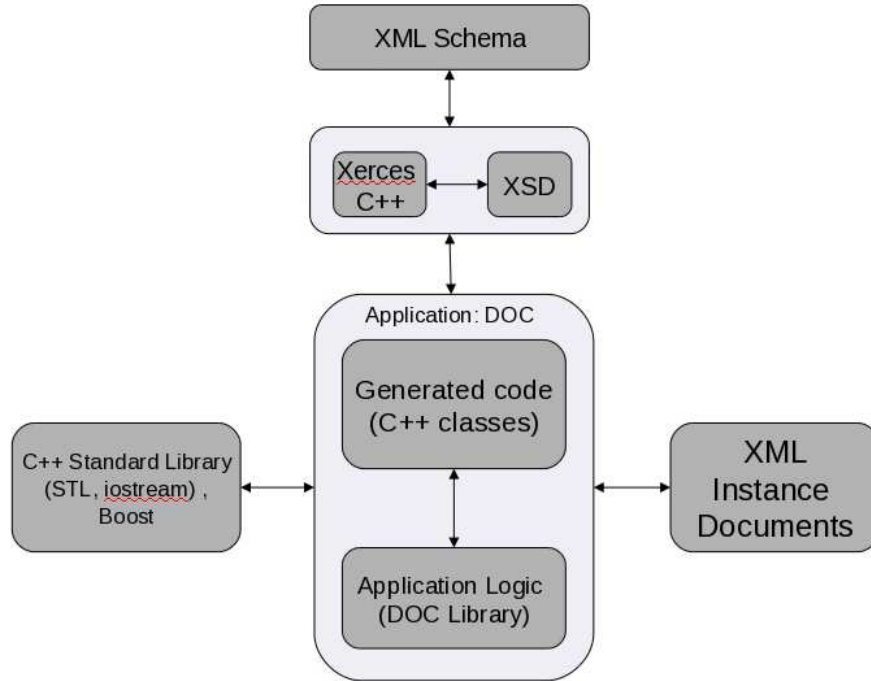 XML Schema
Xerces
C++
XSD
Application: DOC
Generated code
(C++ classes)
C++ Standard Library
(STL, iostream) ,
Boost
XML
Instance
Documents
Application Logic
(DOC Library)